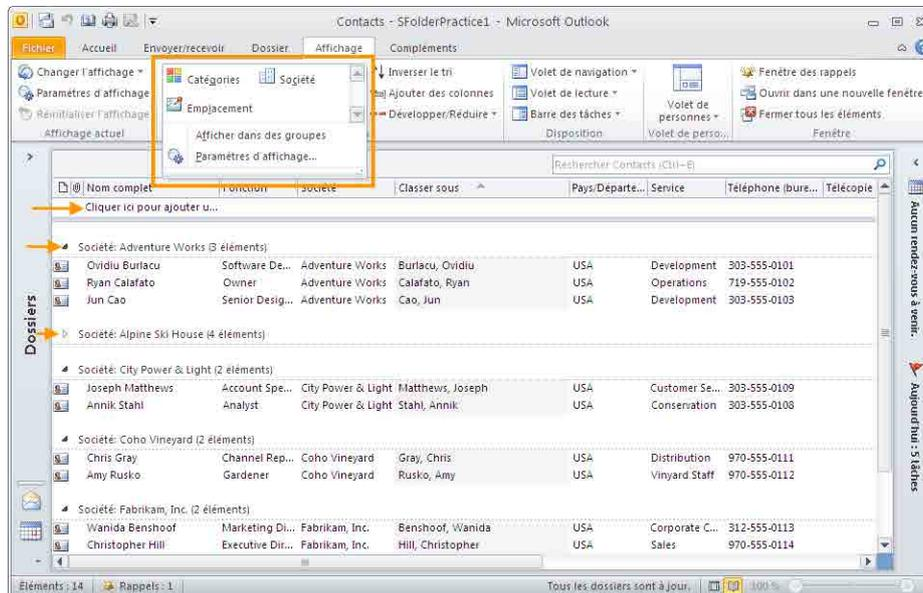 Contacts - SFolderPractice1 - Microsoft Outlook
Fichier Accueil Envoyer/recevoir Dossier Affichage Compléments
Changer l'affichage
Paramètres d'affichage
Réinitialiser l'affichage
Affichage actuel
Catégories Société
Emplacement
Afficher dans des groupes
Paramètres d'affichage...
Inverser le tri
Ajouter des colonnes
Développer/Réduire
Volet de navigation
Volet de lecture
Barre des tâches
Disposition
Volet de personnes
Volet de perso...
Fenêtre des rappels
Ouvrir dans une nouvelle fenêtre
Fermer tous les éléments
Fenêtre
Rechercher Contacts (Ctrl+E)
Nom complet Fonction Société Classer sous Pays/Départe... Service Téléphone (bure... Télécopie
Cliquer ici pour ajouter u...
Société: Adventure Works (3 éléments)
Ovidiu Burlacu Software De... Adventure Works Burlacu, Ovidiu USA Development 303-555-0101
Ryan Calafato Owner Adventure Works Calafato, Ryan USA Operations 719-555-0102
Jun Cao Senior Desig... Adventure Works Cao, Jun USA Development 303-555-0103
Société: Alpine Ski House (4 éléments)
Société: City Power & Light (2 éléments)
Joseph Matthews Account Spe... City Power & Light Matthews, Joseph USA Customer Se... 303-555-0109
Annik Stahl Analyst City Power & Light Stahl, Annik USA Conservation 303-555-0108
Société: Coho Vineyard (2 éléments)
Chris Gray Channel Rep... Coho Vineyard Gray, Chris USA Distribution 970-555-0111
Amy Rusko Gardener Coho Vineyard Rusko, Amy USA Vinyard Staff 970-555-0112
Société: Fabrikam, Inc. (2 éléments)
Wanida Benshoof Marketing Di... Fabrikam, Inc. Benshoof, Wanida USA Corporate C... 312-555-0113
Christopher Hill Executive Dir... Fabrikam, Inc. Hill, Christopher USA Sales 970-555-0114
Dossiers
Aucun rendez-vous à venir.
Aujourd'hui : 5 tâches
Éléments : 14 Rappels : 1 Tous les dossiers sont à jour. 100 %